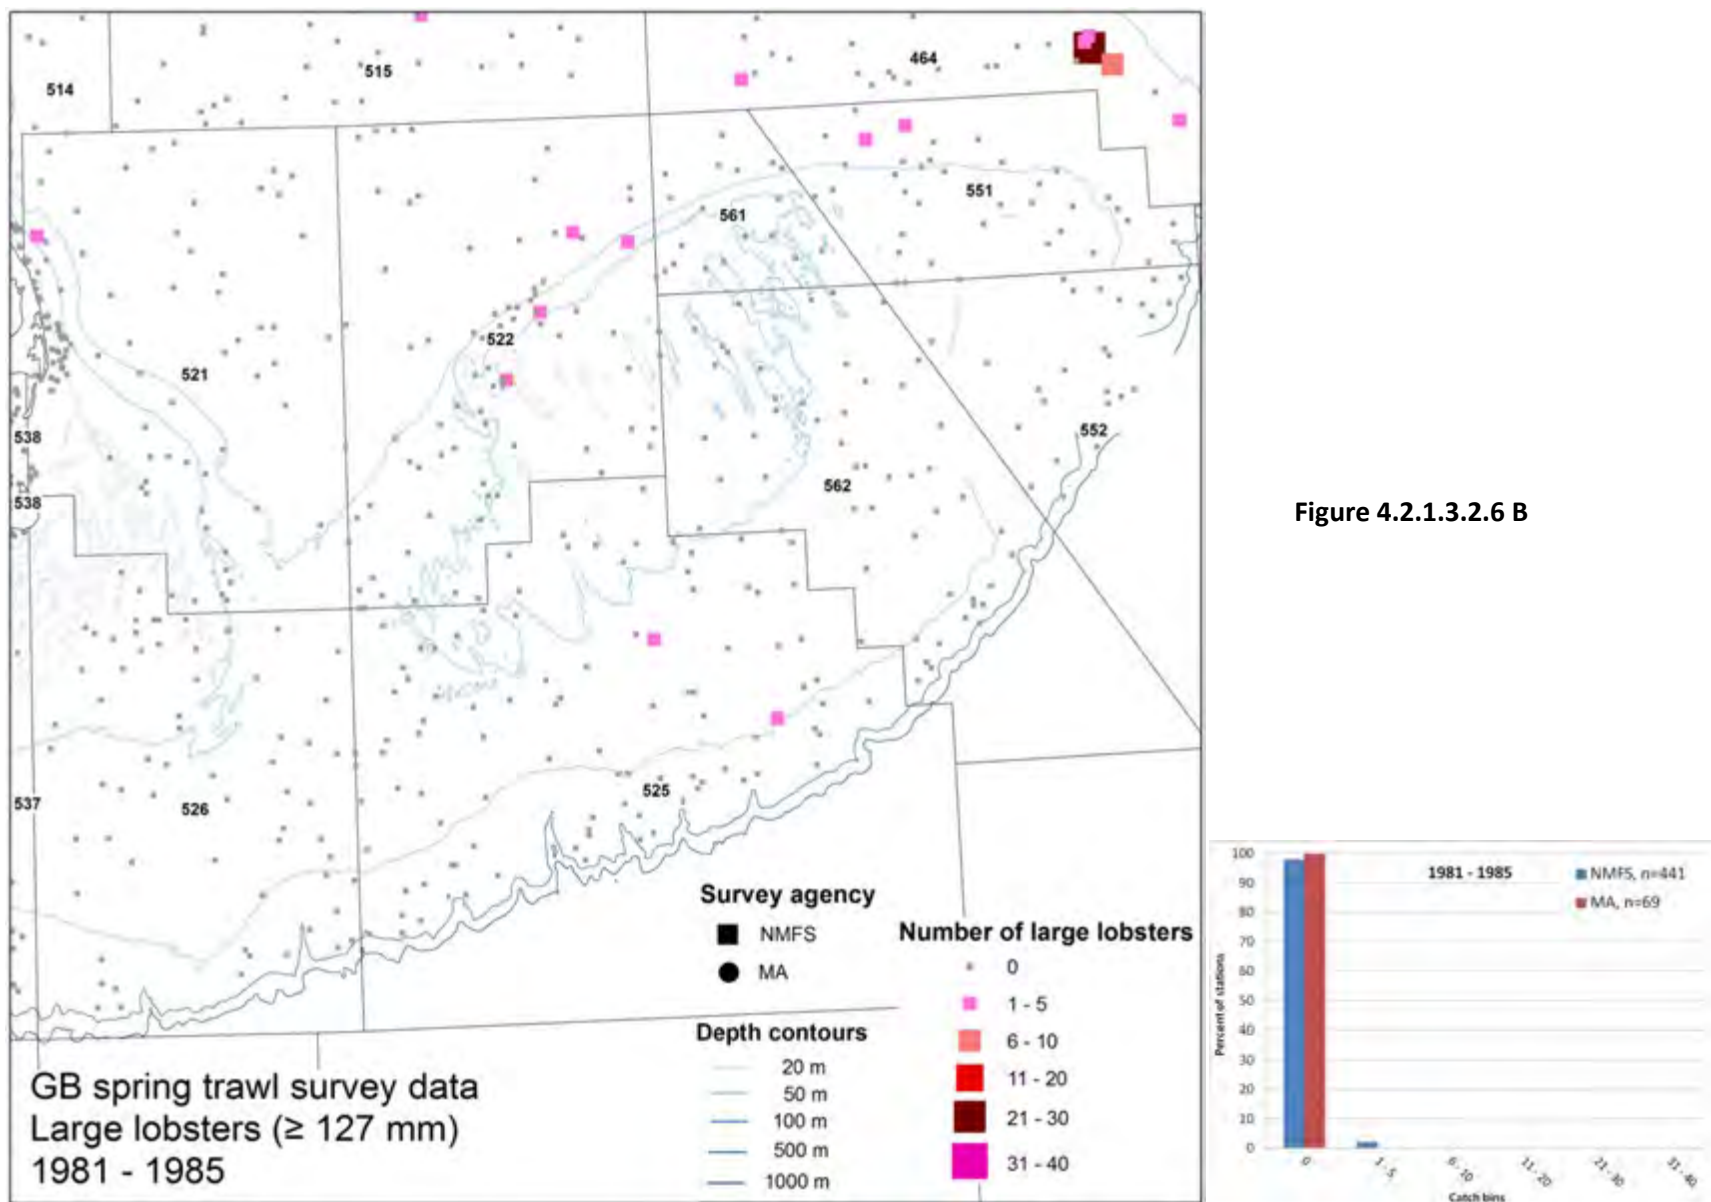 514
515
464
551
561
522
521
538
538
552
562
Figure 4.2.1.3.2.6 B
537
526
525
Survey agency
NMFS
MA
Number of large lobsters
0
1 - 5
6 - 10
11 - 20
21 - 30
31 - 40
Depth contours
20 m
50 m
100 m
500 m
1000 m
GB spring trawl survey data
Large lobsters (≥ 127 mm)
1981 - 1985
1981 - 1985
NMFS, n=441
MA, n=69
Percent of stations
100
90
80
70
60
50
40
30
20
10
0
0
1 - 5
6 - 10
11 - 20
21 - 30
31 - 40
Catch bins